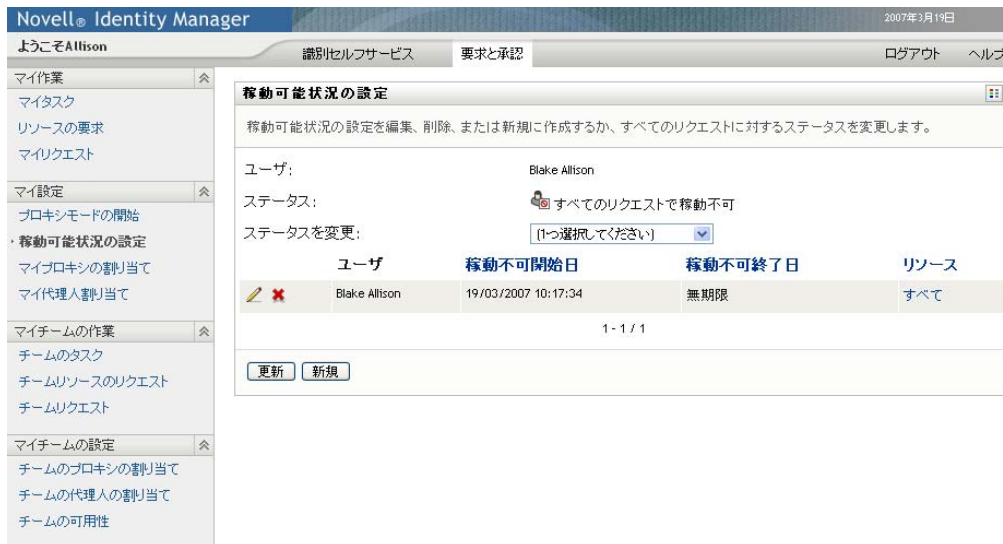 Novell® Identity Manager
2007年3月19日
ようこそAllison
識別セルフサービス
要求と承認
ログアウト
ヘルプ
マイ作業
マイタスク
リソースの要求
マイリクエスト
マイ設定
プロキシモードの開始
稼動可能状況の設定
マイプロキシの割り当て
マイ代理人割り当て
マイチームの作業
チームのタスク
チームリソースのリクエスト
チームリクエスト
マイチームの設定
チームのプロキシの割り当て
チームの代理人の割り当て
チームの可用性
稼動可能状況の設定
稼動可能状況の設定を編集、削除、または新規に作成するか、すべてのリクエストに対するステータスを変更します。
ユーザ: Blake Allison
ステータス: すべてのリクエストで稼動不可
ステータスを変更: (1つ選択してください)
ユーザ 稼動不可開始日 稼動不可終了日 リソース
Blake Allison 19/03/2007 10:17:34 無期限 すべて
1 - 1 / 1
更新 新規